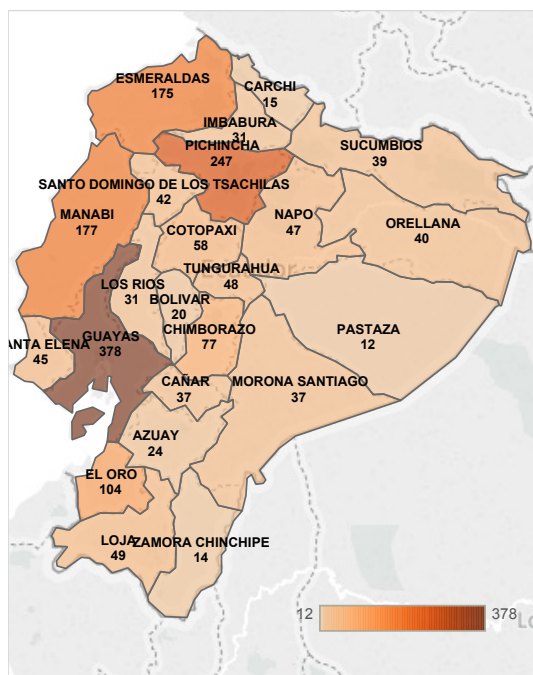 ESMERALDAS
175
CARCHI
15
IMBABURA
31
PICHINCHA
247
SUCUMBIOS
39
SANTO DOMINGO DE LOS TSACHILAS
42
MANABI
177
NAPO
47
ORELLANA
40
COTOPAXI
58
TUNGURAHUA
48
LOS RIOS
31
BOLIVAR
20
CHIMBORAZO
77
PASTAZA
12
ANTA ELENA
45
GUAYAS
378
CAÑAR
37
MORONA SANTIAGO
37
AZUAY
24
EL ORO
104
LOJA
49
ZAMORA CHINCHIPE
14
12
378